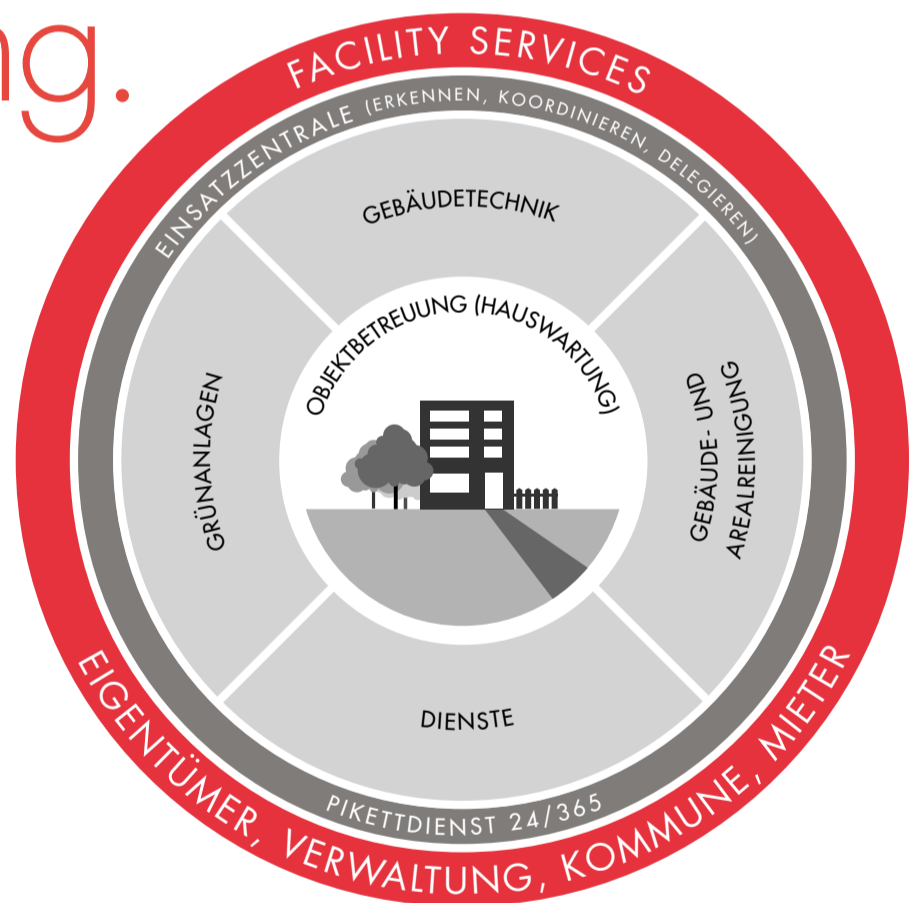 ng.
FACILITY SERVICES
EINSATZZENTRALE (ERKENNEN, KOORDINIEREN, DELEGIEREN)
GEBÄUDETECHNIK
OBJEKTBETREUUNG (HAUSWARTUNG)
GRÜNANLAGEN
GEBÄUDE- UND
AREALREINIGUNG
DIENSTE
PIKETTDIENST 24/365
EIGENTÜMER, VERWALTUNG, KOMMUNE, MIETER